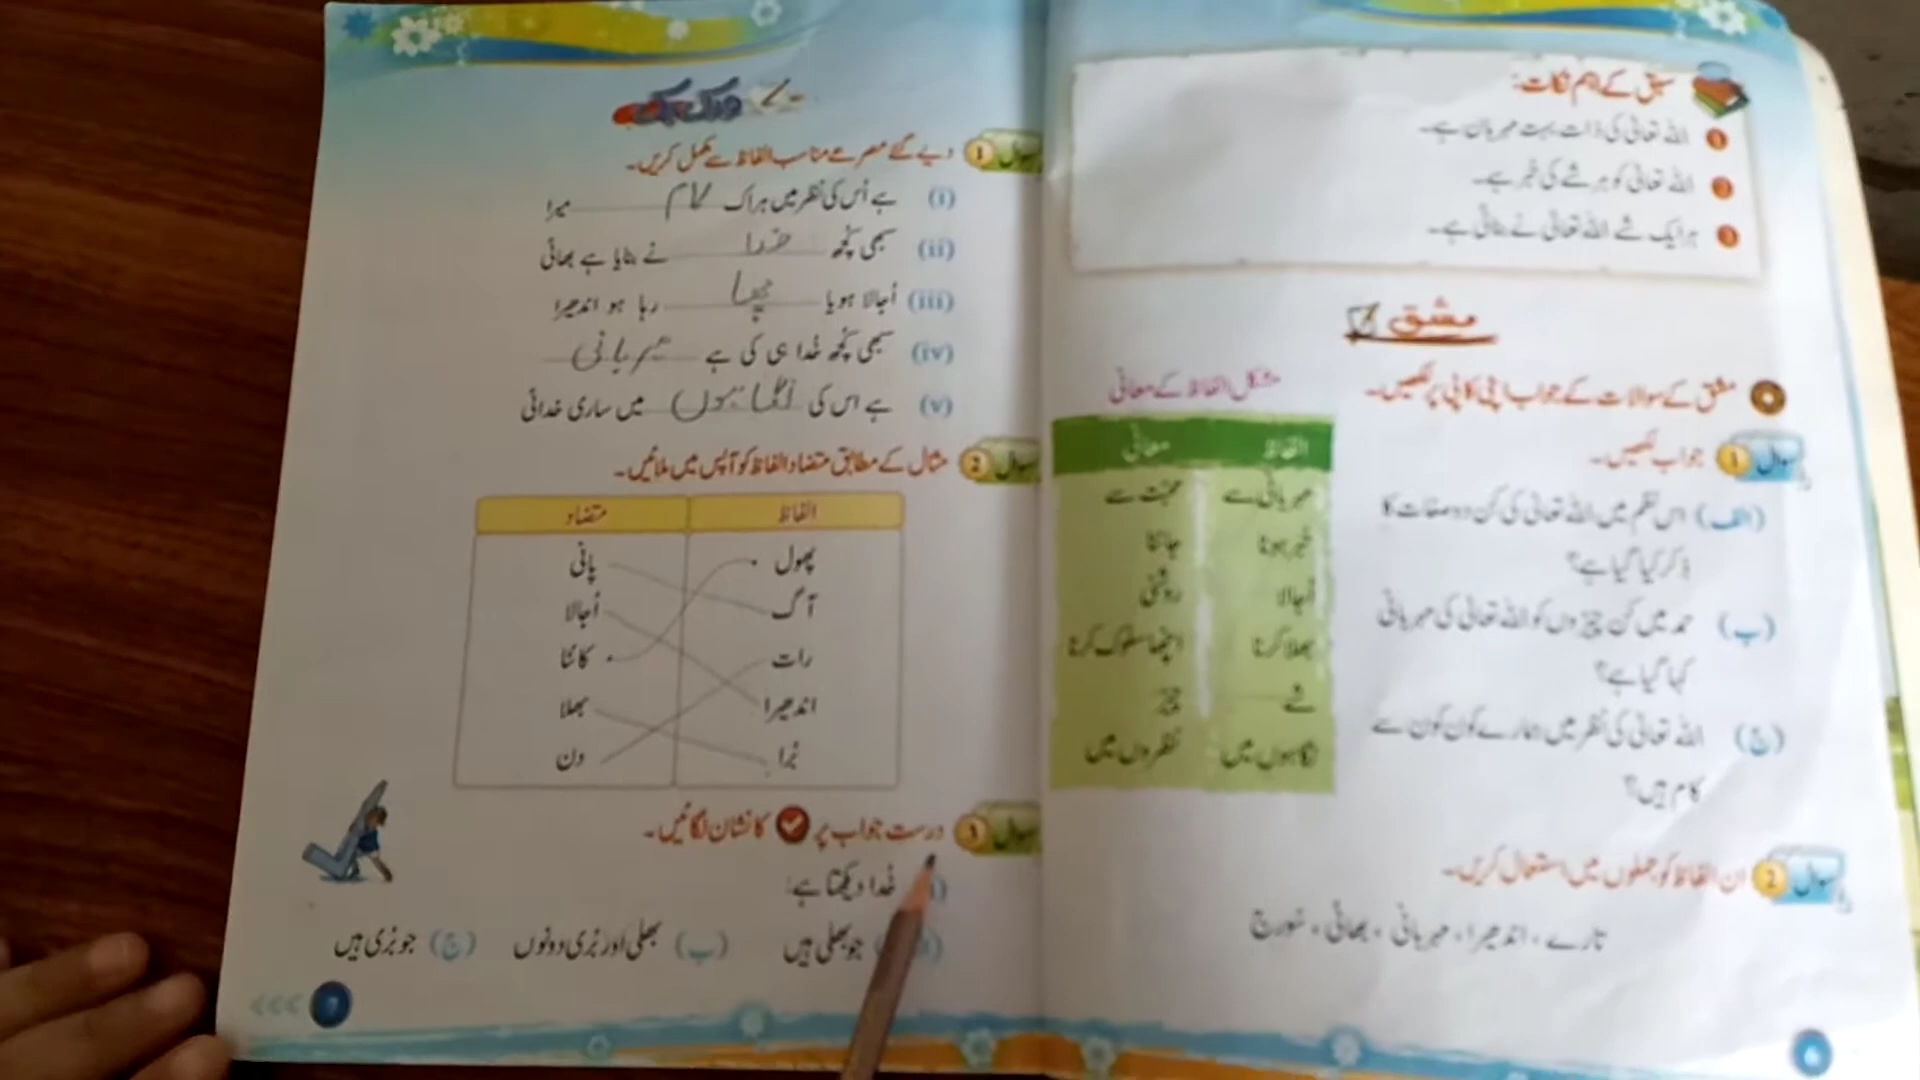 سبق کے اہم نکات:
1 اللہ تعالیٰ کی ذات بہت مہربان ہے۔
2 اللہ تعالیٰ کو ہر شے کی خبر ہے۔
3 ہر ایک شے اللہ تعالیٰ نے بنائی ہے۔
مشق
مشق کے سوالات کے جواب اپنی کاپی پر لکھیں۔
سوال 1 جواب لکھیں۔
(الف) اس نظم میں اللہ تعالیٰ کی کن دو صفات کا
ذکر کیا گیا ہے؟
(ب) حمد میں کن چیزوں کو اللہ تعالیٰ کی مہربانی
کہا گیا ہے؟
(ج) اللہ تعالیٰ کی نظر میں ہمارے کون کون سے
کام ہیں؟
مشکل الفاظ کے معانی
الفاظ معانی
مہربانی سے محبت سے
خبر ہونا جاننا
اُجالا روشنی
بھلا کرنا اچھا سلوک کرنا
شے چیز
نگاہوں میں نظروں میں
سوال 2 ان الفاظ کو جملوں میں استعمال کریں۔
تارے ، اندھیرا ، مہربانی ، بھائی ، سُورج
6
ورک بک
سوال 1 دیے گئے مصرعے مناسب الفاظ سے مکمل کریں۔
(i) ہے اُس کی نظر میں ہر اک کام میرا
(ii) سبھی کُچھ خدا نے بنایا ہے بھائی
(iii) اُجالا ہو یا چھا رہا ہو اندھیرا
(iv) سبھی کُچھ خُدا ہی کی ہے مہربانی
(v) ہے اس کی نگاہوں میں ساری خدائی
سوال 2 مثال کے مطابق متضاد الفاظ کو آپس میں ملائیں۔
الفاظ متضاد
پھول پانی
آگ اُجالا
رات کانٹا
اندھیرا بھلا
بُرا دن
سوال 3 درست جواب پر کا نشان لگائیں۔
خُدا دیکھتا ہے:
جو بھلی ہیں (ب) بھلی اور بُری دونوں (ج) جو بُری ہیں
7